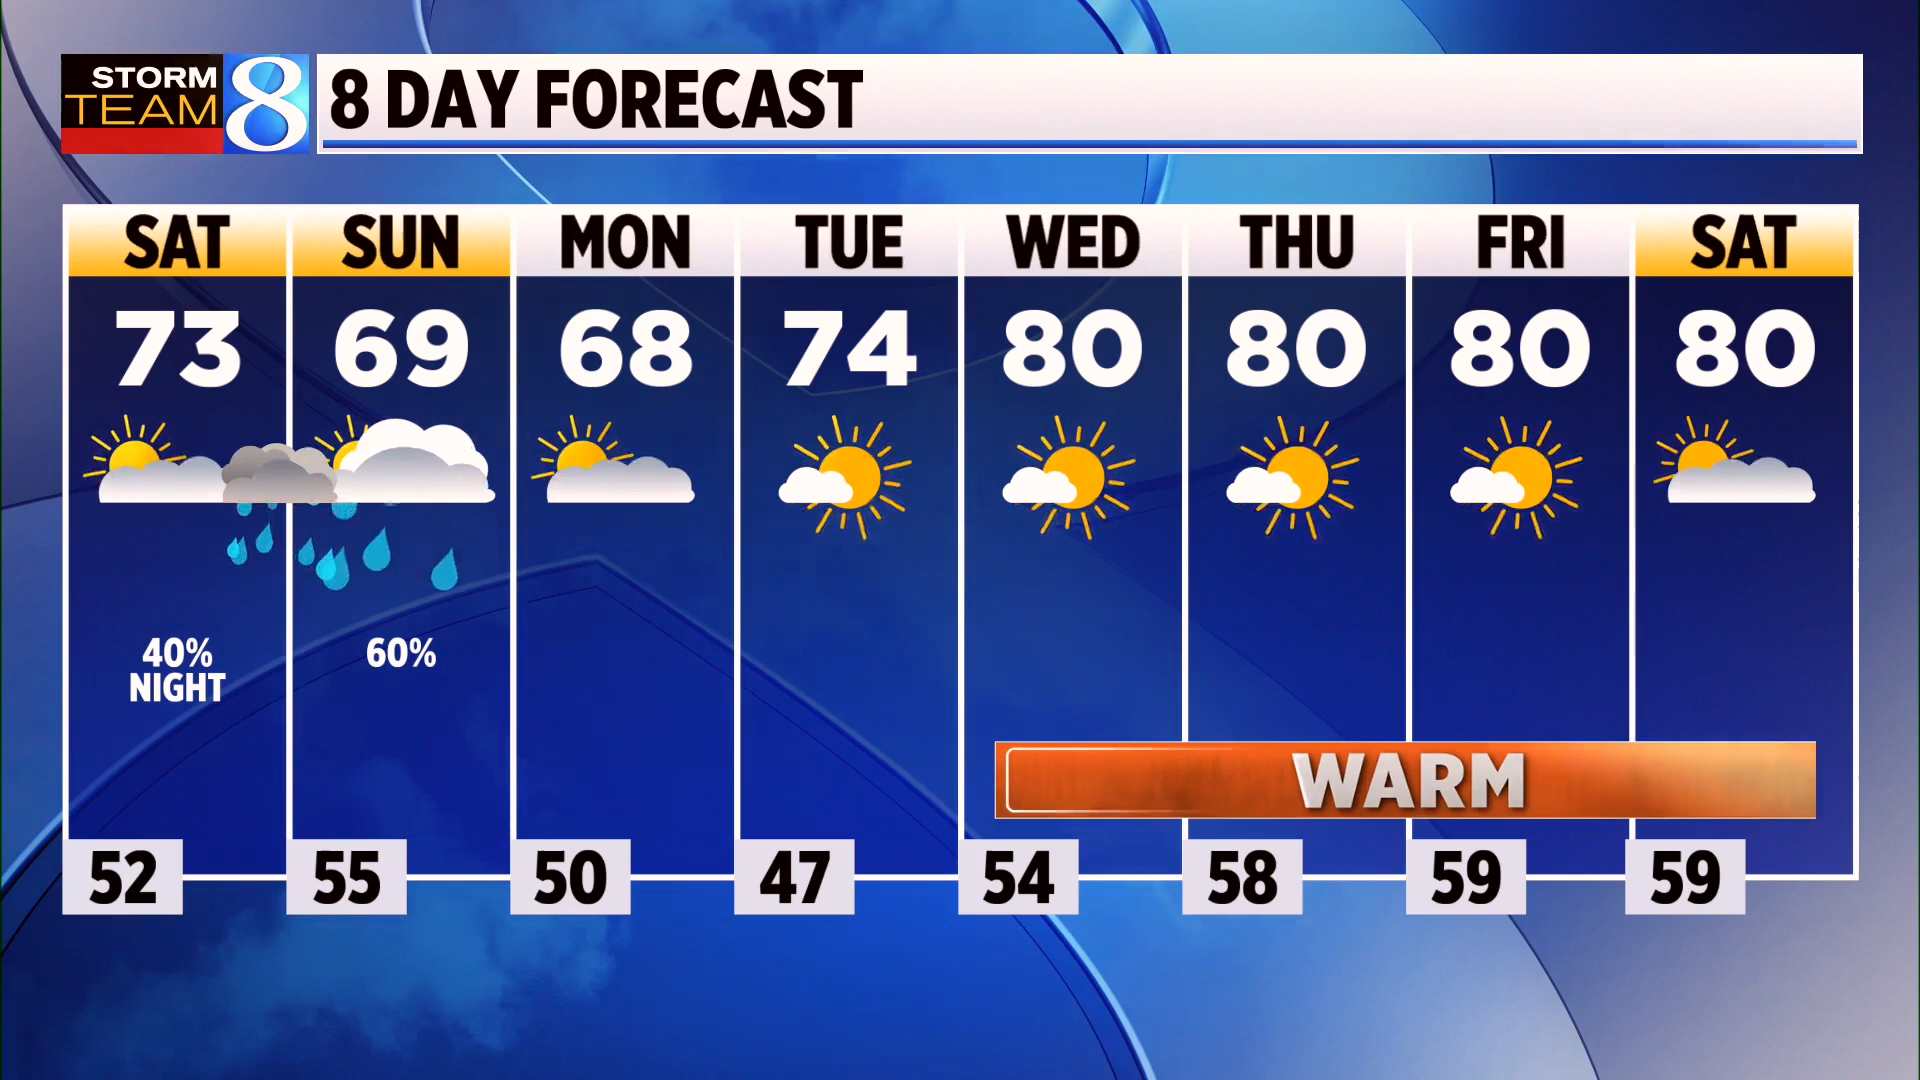 STORM
TEAM
8
8 DAY FORECAST
SAT SUN MON TUE WED THU FRI SAT
73 69 68 74 80 80 80 80
40% 60%
NIGHT
WARM
52 55 50 47 54 58 59 59